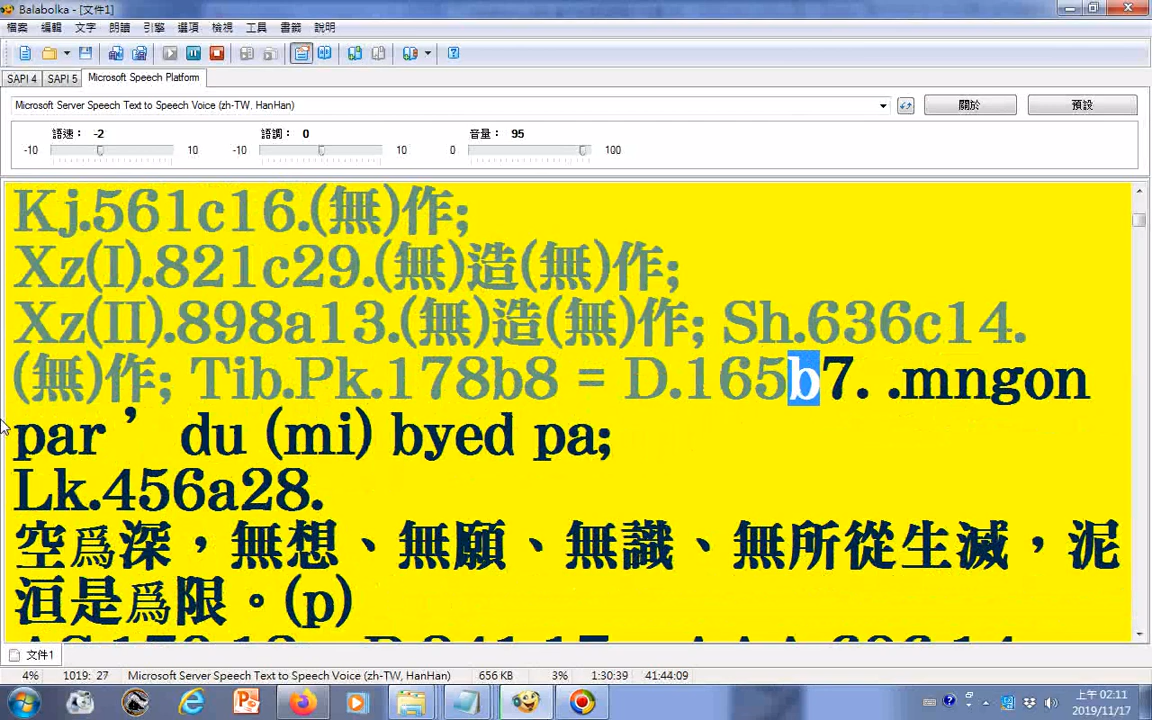 Balabolka - [文件1]
檔案 編輯 文字 朗讀 引擎 選項 檢視 工具 書籤 說明
SAPI 4 SAPI 5 Microsoft Speech Platform
Microsoft Server Speech Text to Speech Voice (zh-TW, HanHan) 關於 預設
語速： -2 語調： 0 音量： 95
-10 10 -10 10 0 100
Kj.561c16.(無)作;
Xz(I).821c29.(無)造(無)作;
Xz(II).898a13.(無)造(無)作; Sh.636c14.
(無)作; Tib.Pk.178b8 = D.165b7. .mngon
par ’ du (mi) byed pa;
Lk.456a28.
空爲深，無想、無願、無識、無所從生滅，泥
洹是爲限。(p)
文件1
4% 1019: 27 Microsoft Server Speech Text to Speech Voice (zh-TW, HanHan) 656 KB 3% 1:30:39 41:44:09
上午 02:11
2019/11/17